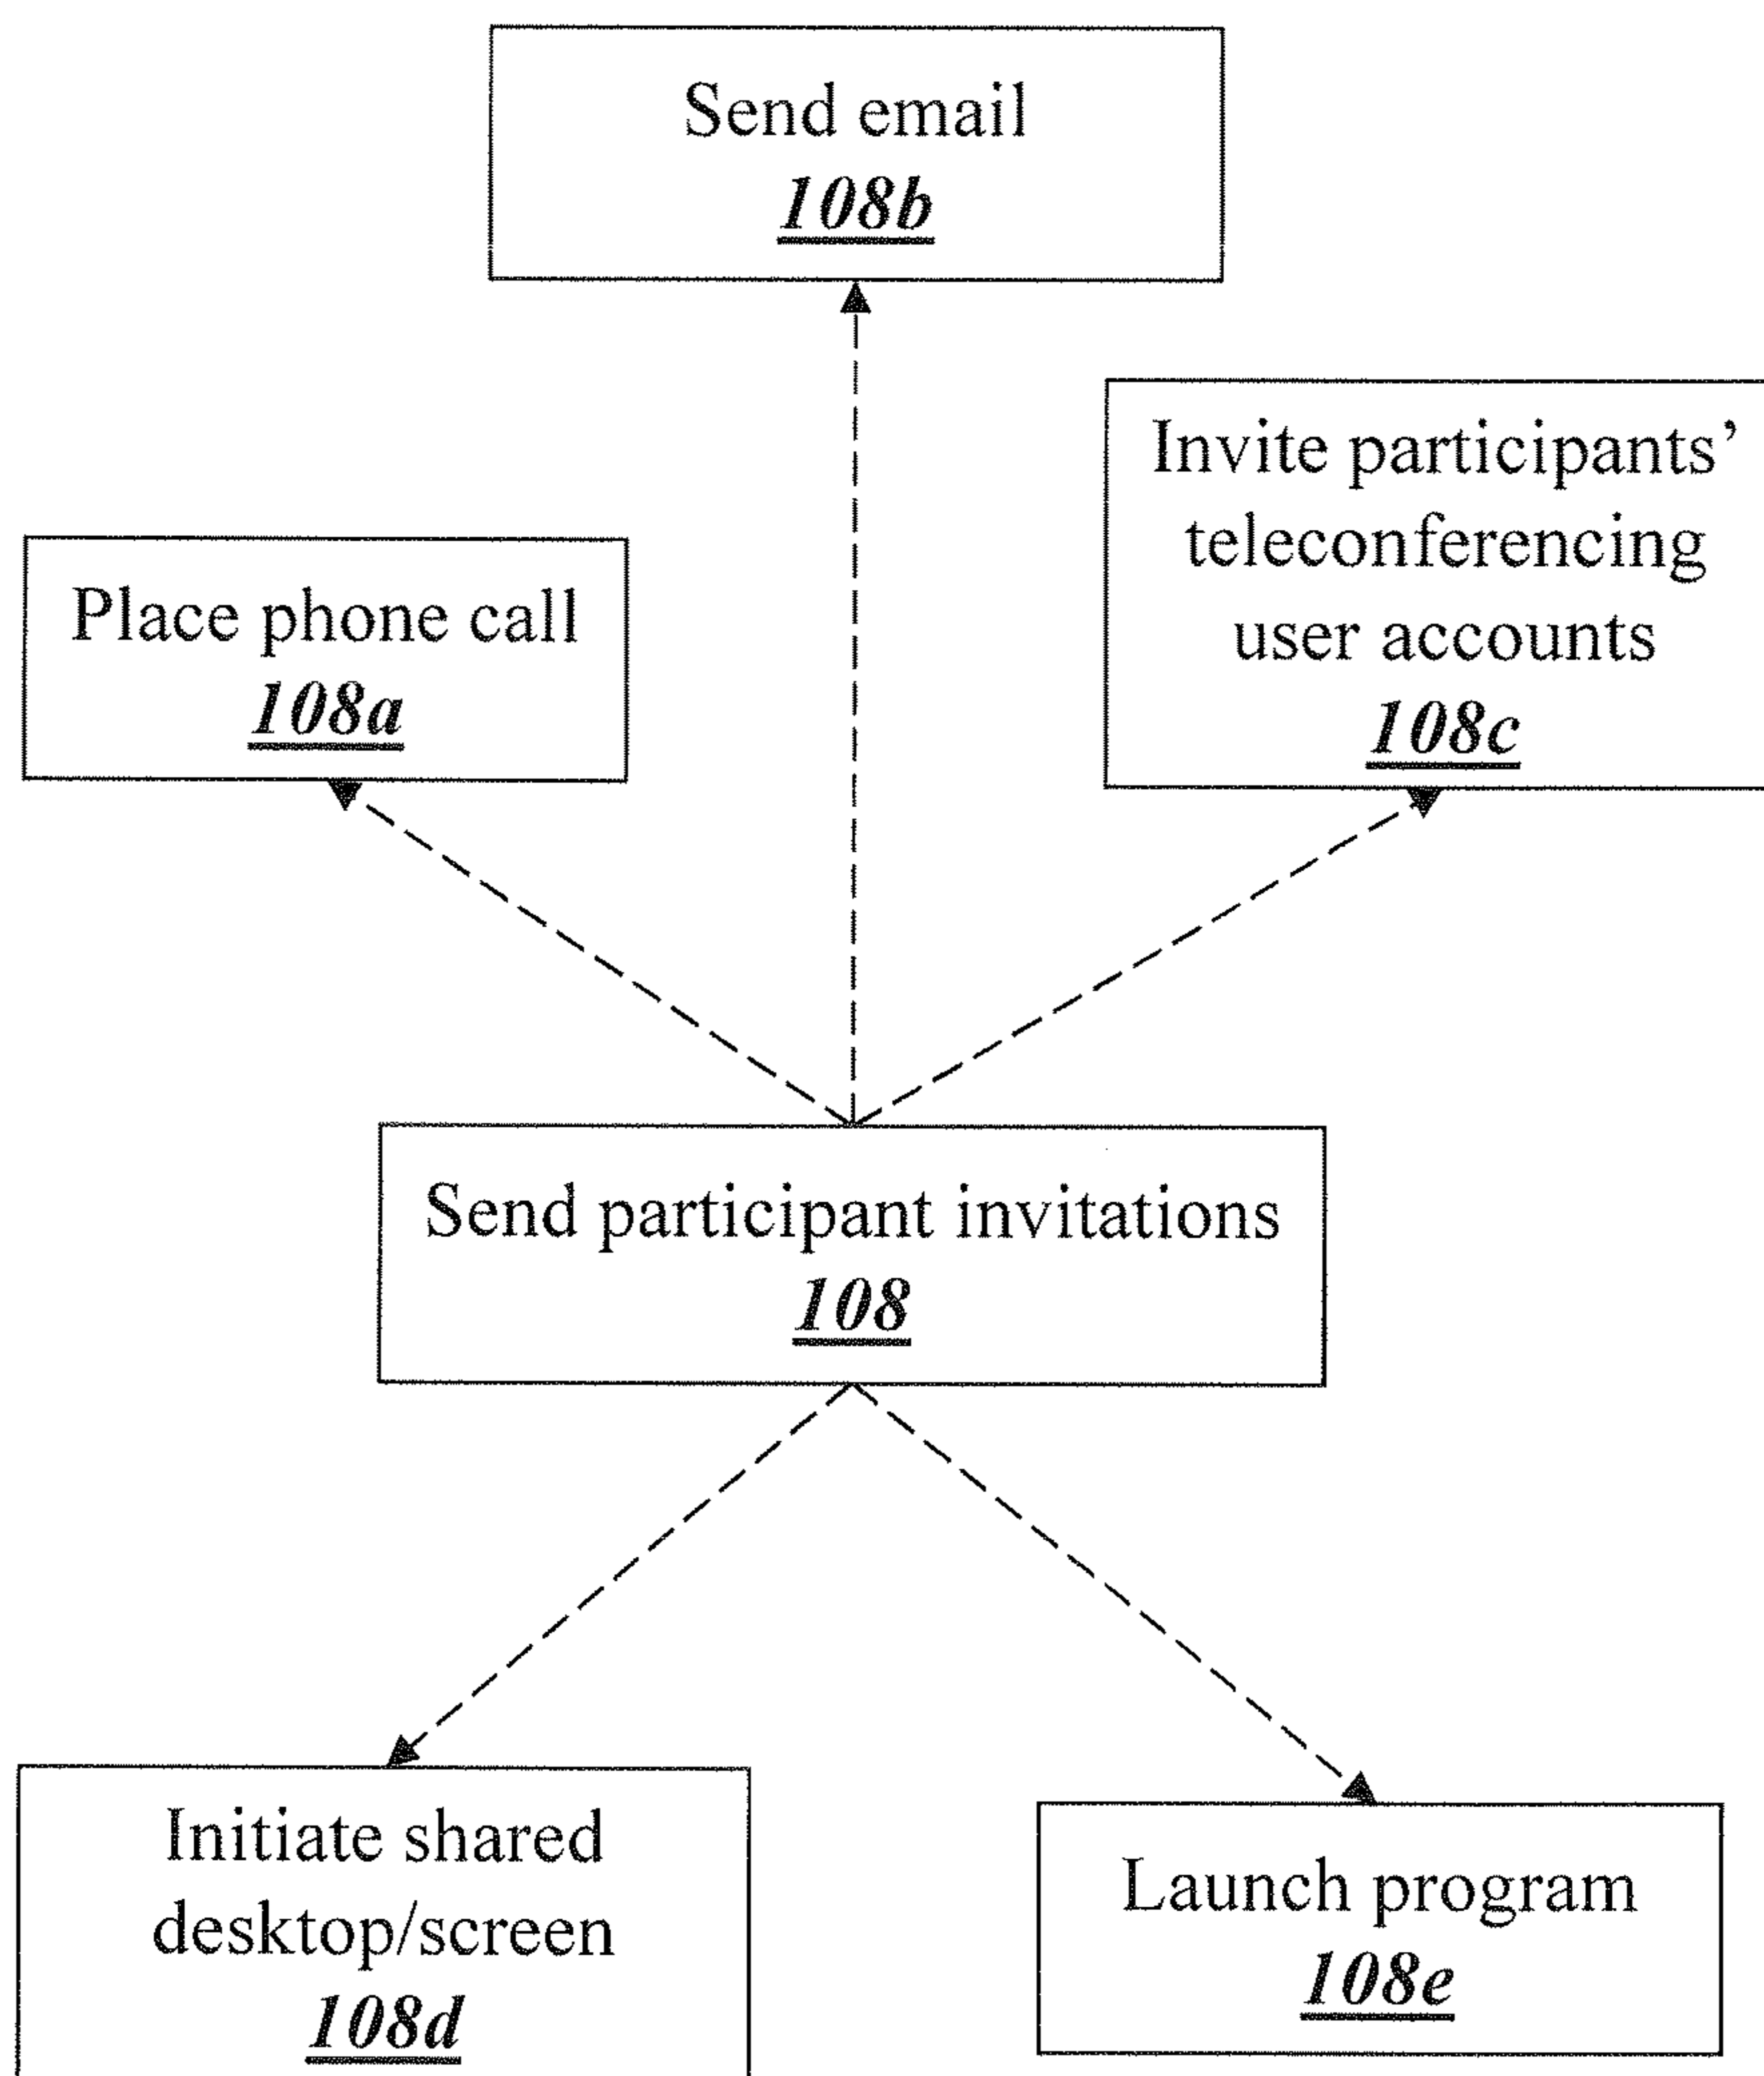 Send email
108b
Invite participants’
teleconferencing
user accounts
108c
Place phone call
108a
Send participant invitations
108
Initiate shared
desktop/screen
108d
Launch program
108e